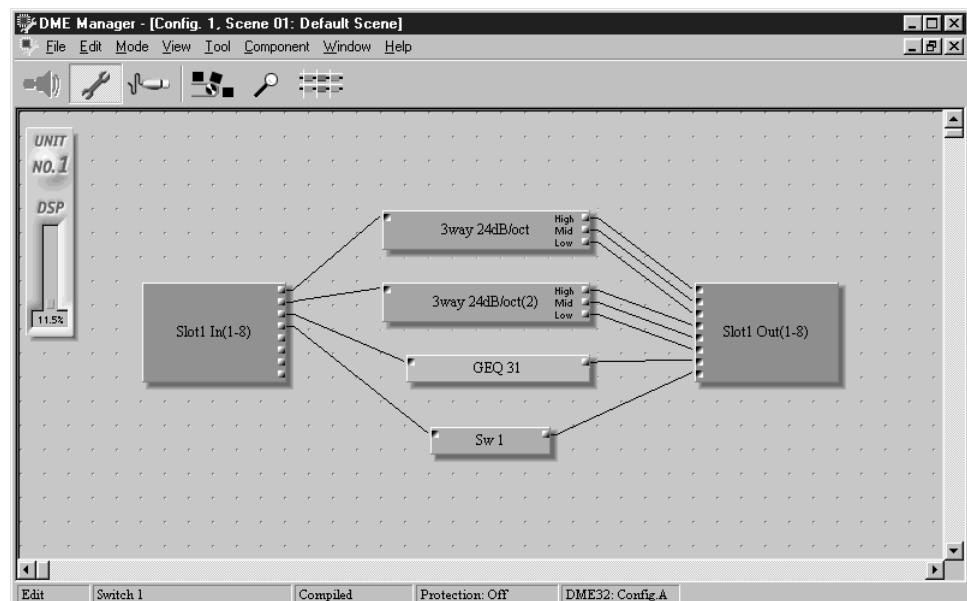 DME Manager - [Config. 1, Scene 01: Default Scene]
File Edit Mode View Tool Component Window Help
UNIT
NO. 1
DSP
11.5%
3way 24dB/oct
High
Mid
Low
3way 24dB/oct(2)
High
Mid
Low
Slot1 In(1-8)
Slot1 Out(1-8)
GEQ 31
Sw 1
Edit Switch 1 Compiled Protection: Off DME32: Config.A